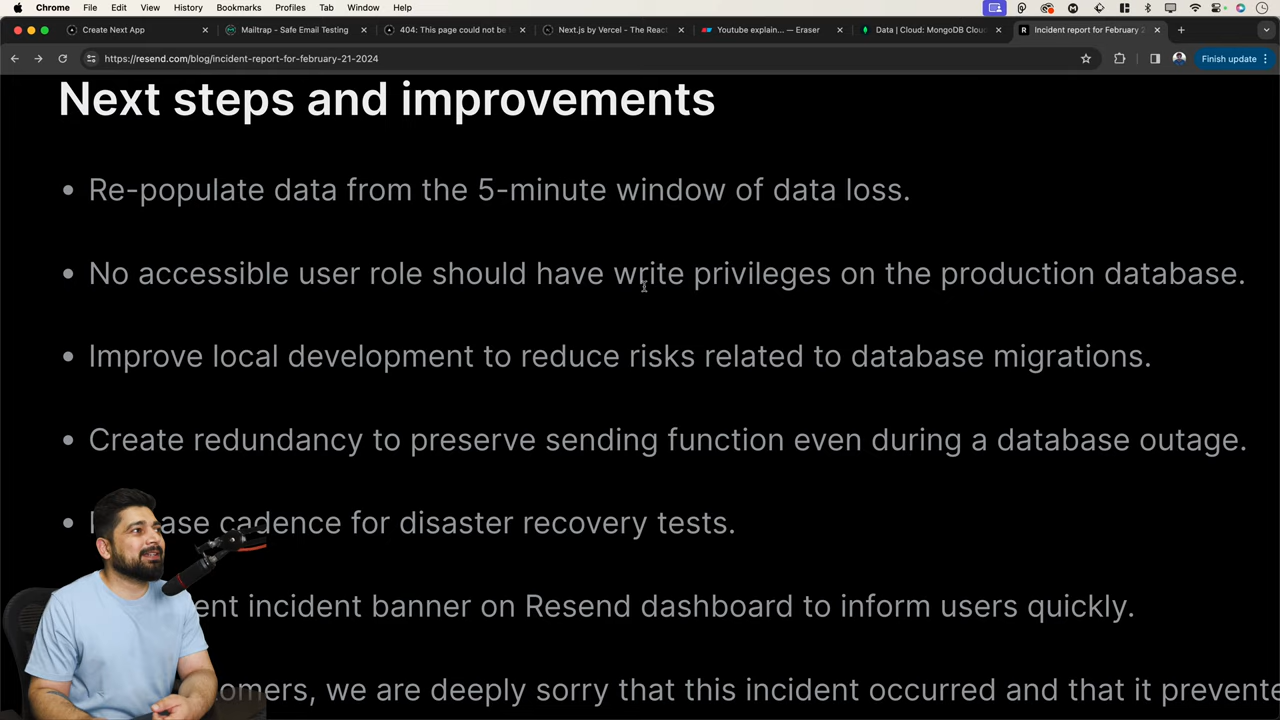 Chrome File Edit View History Bookmarks Profiles Tab Window Help
Create Next App
Mailtrap - Safe Email Testing
404: This page could not be
Next.js by Vercel - The React
Youtube explain... — Eraser
Data | Cloud: MongoDB Cloud
Incident report for February 2
https://resend.com/blog/incident-report-for-february-21-2024
Finish update
Next steps and improvements
• Re-populate data from the 5-minute window of data loss.
• No accessible user role should have write privileges on the production database.
• Improve local development to reduce risks related to database migrations.
• Create redundancy to preserve sending function even during a database outage.
• ase cadence for disaster recovery tests.
ent incident banner on Resend dashboard to inform users quickly.
omers, we are deeply sorry that this incident occurred and that it prevente